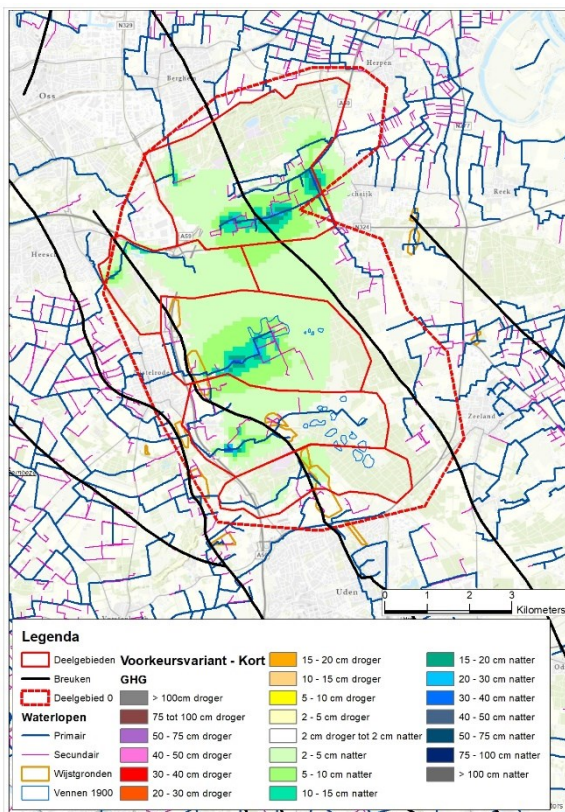 N329
Herpen
Berghem
Oss
A50
N277
Schaijk
Reek
N324
A59
Heesch
Nistelrode
Zeeland
Uden
0 1 2 3
Kilometers
Legenda
Deelgebieden
Breuken
Deelgebied 0
Waterlopen
Primair
Secundair
Wijstgronden
Vennen 1900
Voorkeursvariant - Kort
GHG
> 100cm droger
75 tot 100 cm droger
50 - 75 cm droger
40 - 50 cm droger
30 - 40 cm droger
20 - 30 cm droger
15 - 20 cm droger
10 - 15 cm droger
5 - 10 cm droger
2 - 5 cm droger
2 cm droger tot 2 cm natter
2 - 5 cm natter
5 - 10 cm natter
10 - 15 cm natter
15 - 20 cm natter
20 - 30 cm natter
30 - 40 cm natter
40 - 50 cm natter
50 - 75 cm natter
75 - 100 cm natter
> 100 cm natter